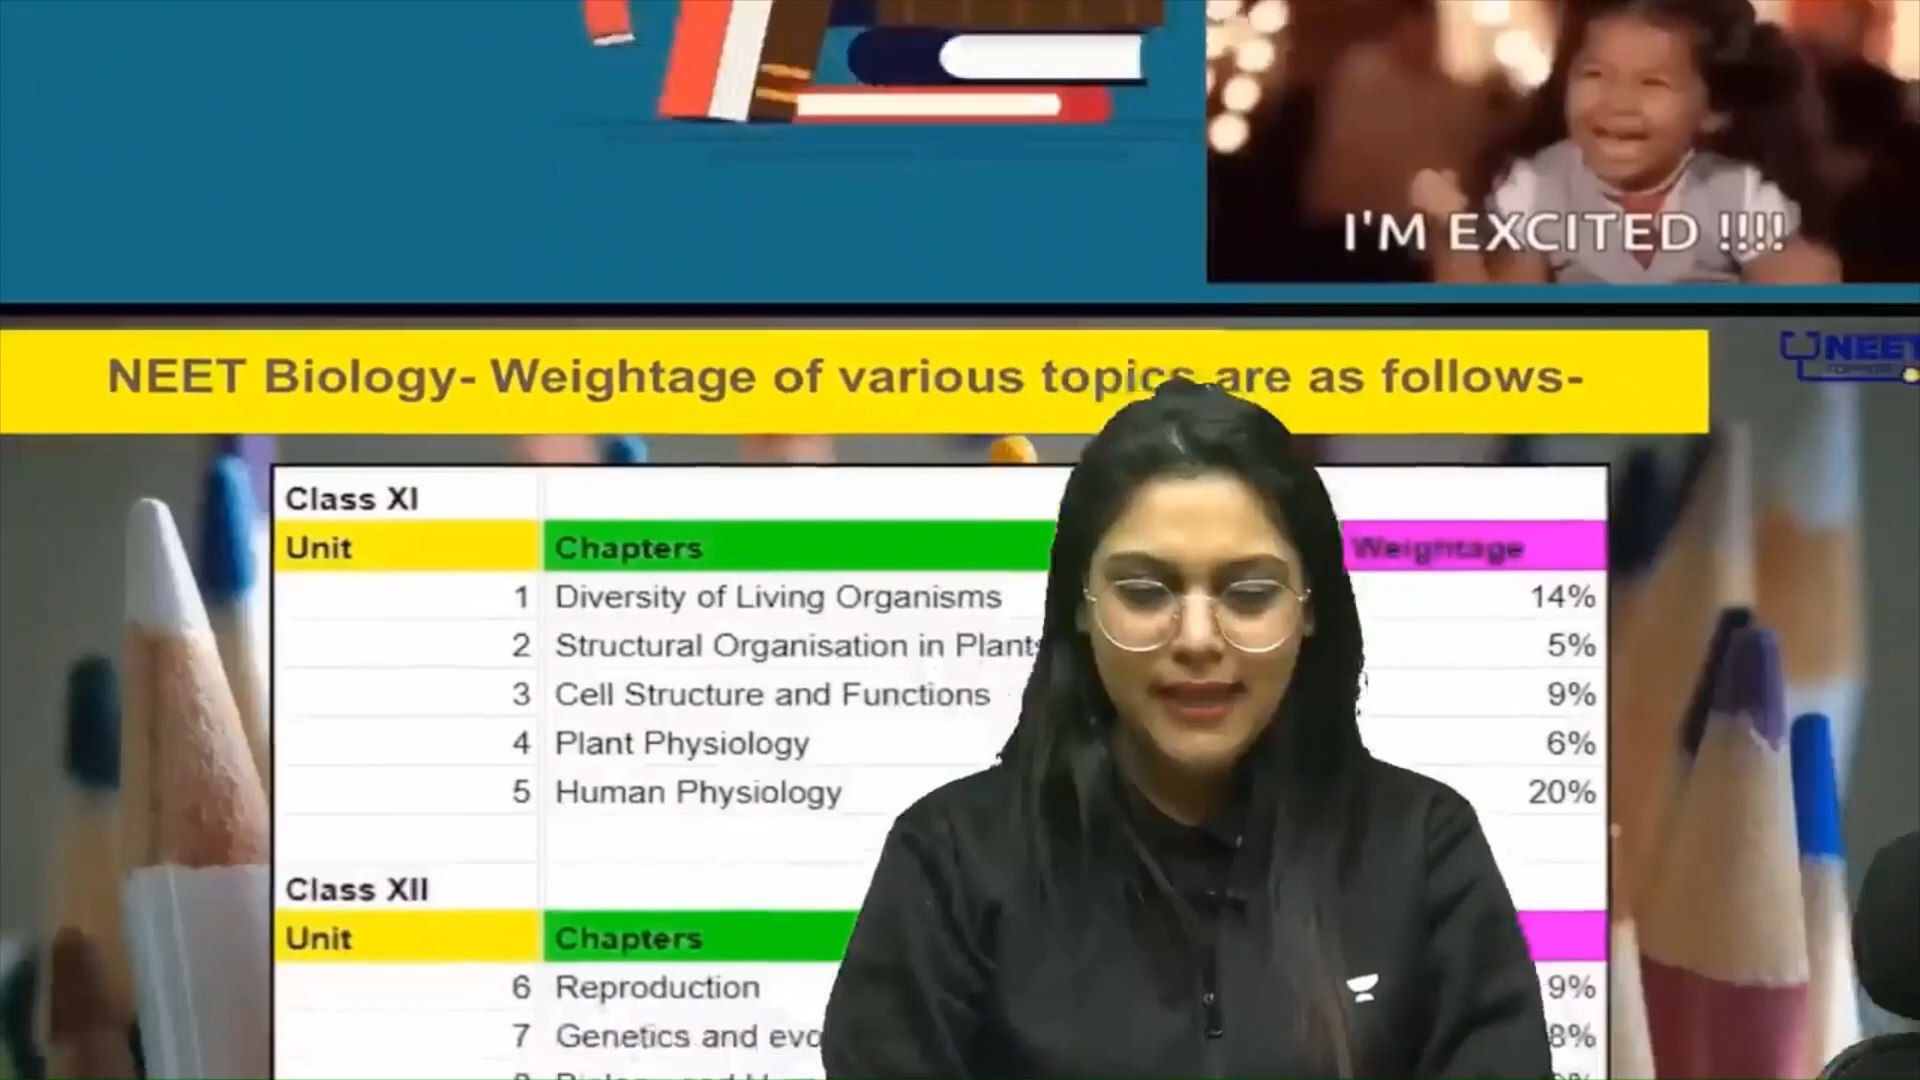 I'M EXCITED !!!!
NEET Biology- Weightage of various topics are as follows-
NEET
Class XI
Unit Chapters Weightage
1 Diversity of Living Organisms 14%
2 Structural Organisation in Plants 5%
3 Cell Structure and Functions 9%
4 Plant Physiology 6%
5 Human Physiology 20%
Class XII
Unit Chapters
6 Reproduction 9%
7 Genetics and evo 8%